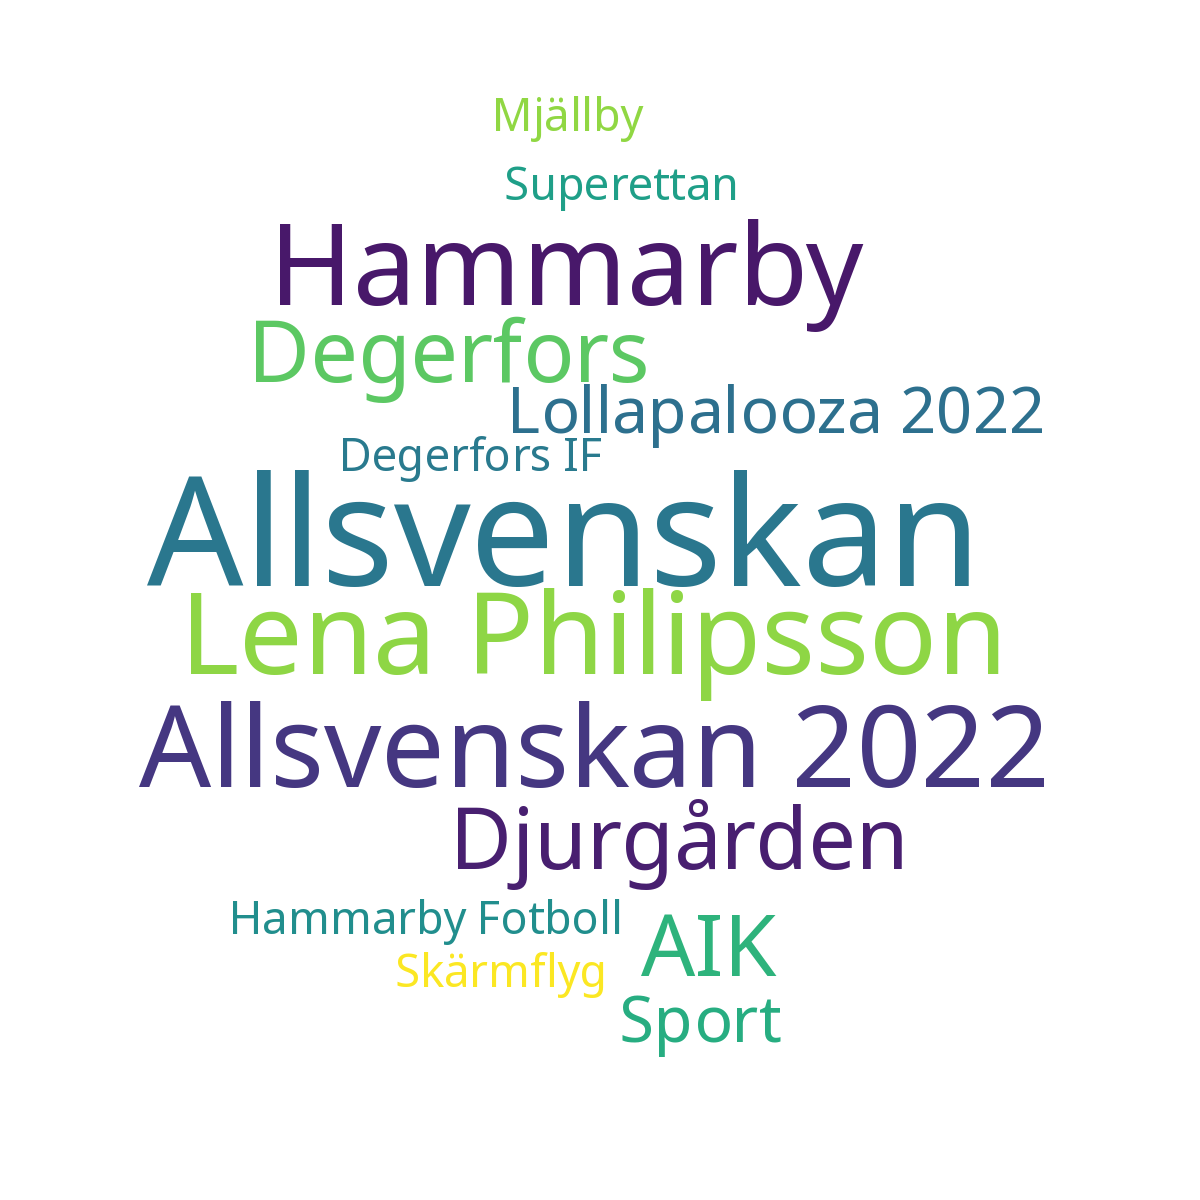 Mjällby
Superettan
Hammarby
Degerfors
Lollapalooza 2022
Degerfors IF
Allsvenskan
Lena Philipsson
Allsvenskan 2022
Djurgården
Hammarby Fotboll
AIK
Skärmflyg
Sport